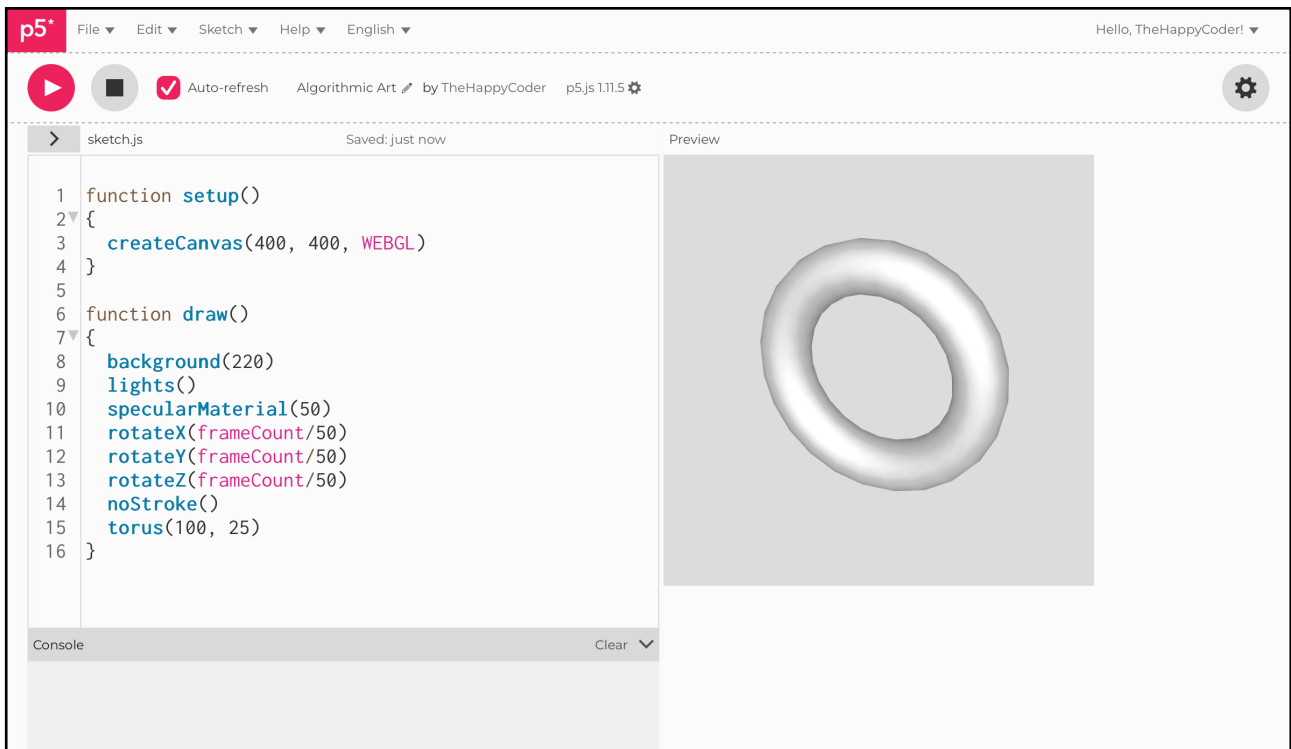 p5* File Edit Sketch Help English Hello, TheHappyCoder!
Auto-refresh Algorithmic Art by TheHappyCoder p5.js 1.11.5
sketch.js Saved: just now Preview
1 function setup()
2 {
3   createCanvas(400, 400, WEBGL)
4 }
5
6 function draw()
7 {
8   background(220)
9   lights()
10   specularMaterial(50)
11   rotateX(frameCount/50)
12   rotateY(frameCount/50)
13   rotateZ(frameCount/50)
14   noStroke()
15   torus(100, 25)
16 }
Console Clear